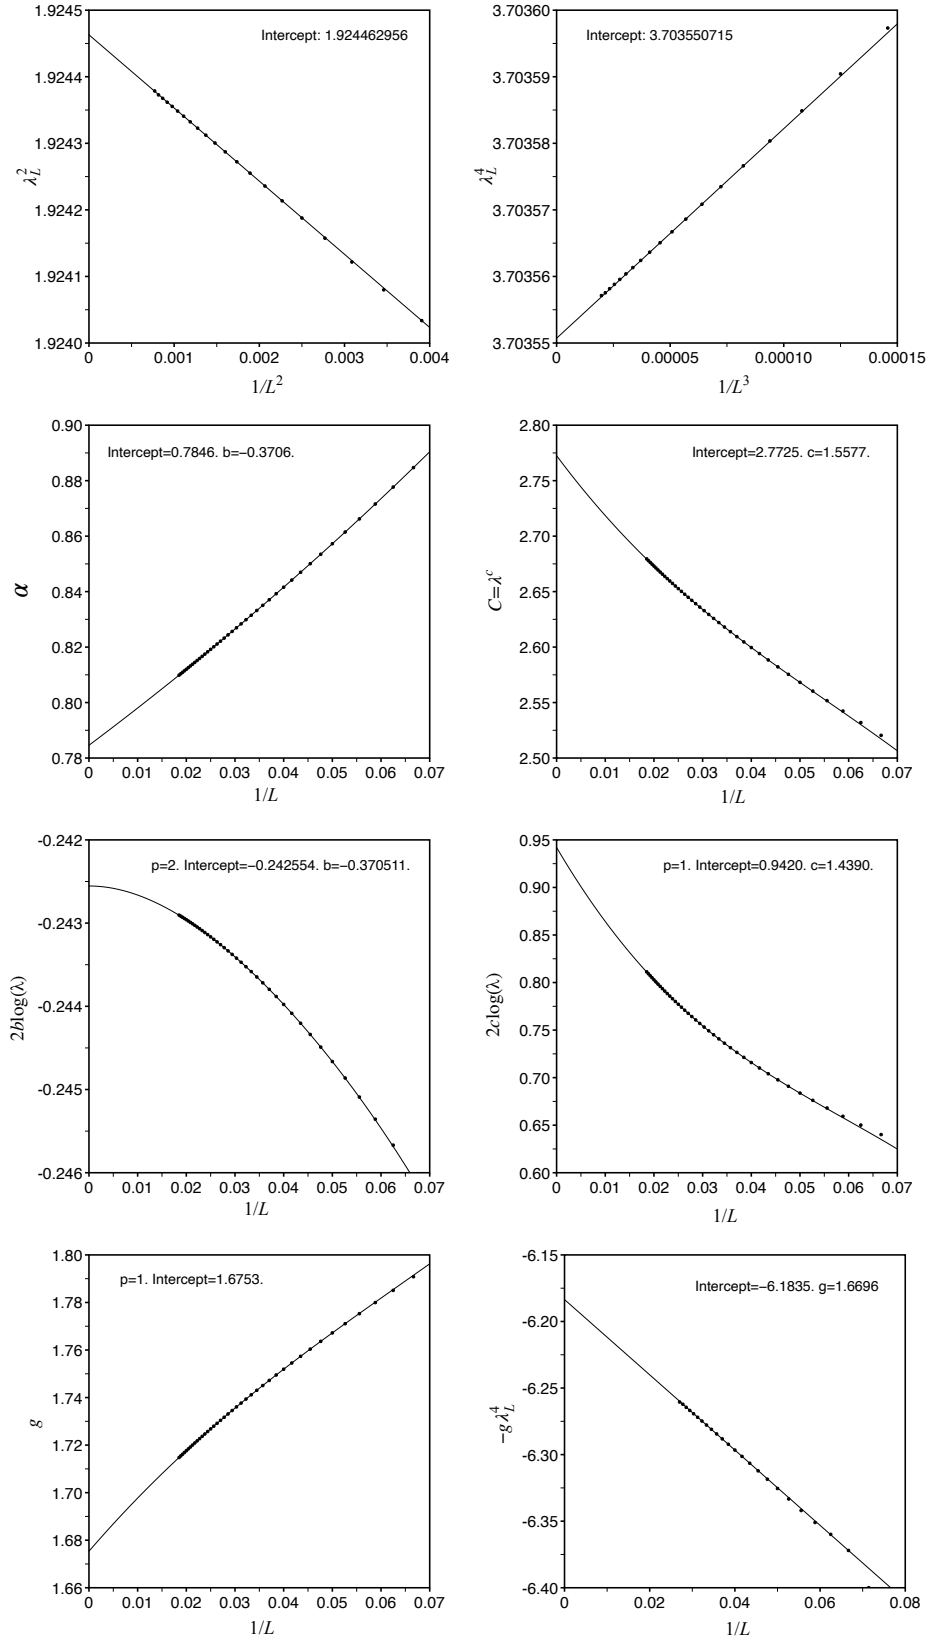 1.9245
1.9244
1.9243
1.9242
1.9241
1.9240
λ_L^2
Intercept: 1.924462956
0 0.001 0.002 0.003 0.004
1/L^2
3.70360
3.70359
3.70358
3.70357
3.70356
3.70355
λ_L^4
Intercept: 3.703550715
0 0.00005 0.00010 0.00015
1/L^3
0.90
0.88
0.86
0.84
0.82
0.80
0.78
α
Intercept=0.7846. b=−0.3706.
0 0.01 0.02 0.03 0.04 0.05 0.06 0.07
1/L
2.80
2.75
2.70
2.65
2.60
2.55
2.50
C=λ^c
Intercept=2.7725. c=1.5577.
0 0.01 0.02 0.03 0.04 0.05 0.06 0.07
1/L
-0.242
-0.243
-0.244
-0.245
-0.246
2blog(λ)
p=2. Intercept=−0.242554. b=−0.370511.
0 0.01 0.02 0.03 0.04 0.05 0.06 0.07
1/L
0.95
0.90
0.85
0.80
0.75
0.70
0.65
0.60
2clog(λ)
p=1. Intercept=0.9420. c=1.4390.
0 0.01 0.02 0.03 0.04 0.05 0.06 0.07
1/L
1.80
1.78
1.76
1.74
1.72
1.70
1.68
1.66
g
p=1. Intercept=1.6753.
0 0.01 0.02 0.03 0.04 0.05 0.06 0.07
1/L
-6.15
-6.20
-6.25
-6.30
-6.35
-6.40
−g λ_L^4
Intercept=−6.1835. g=1.6696
0 0.02 0.04 0.06 0.08
1/L